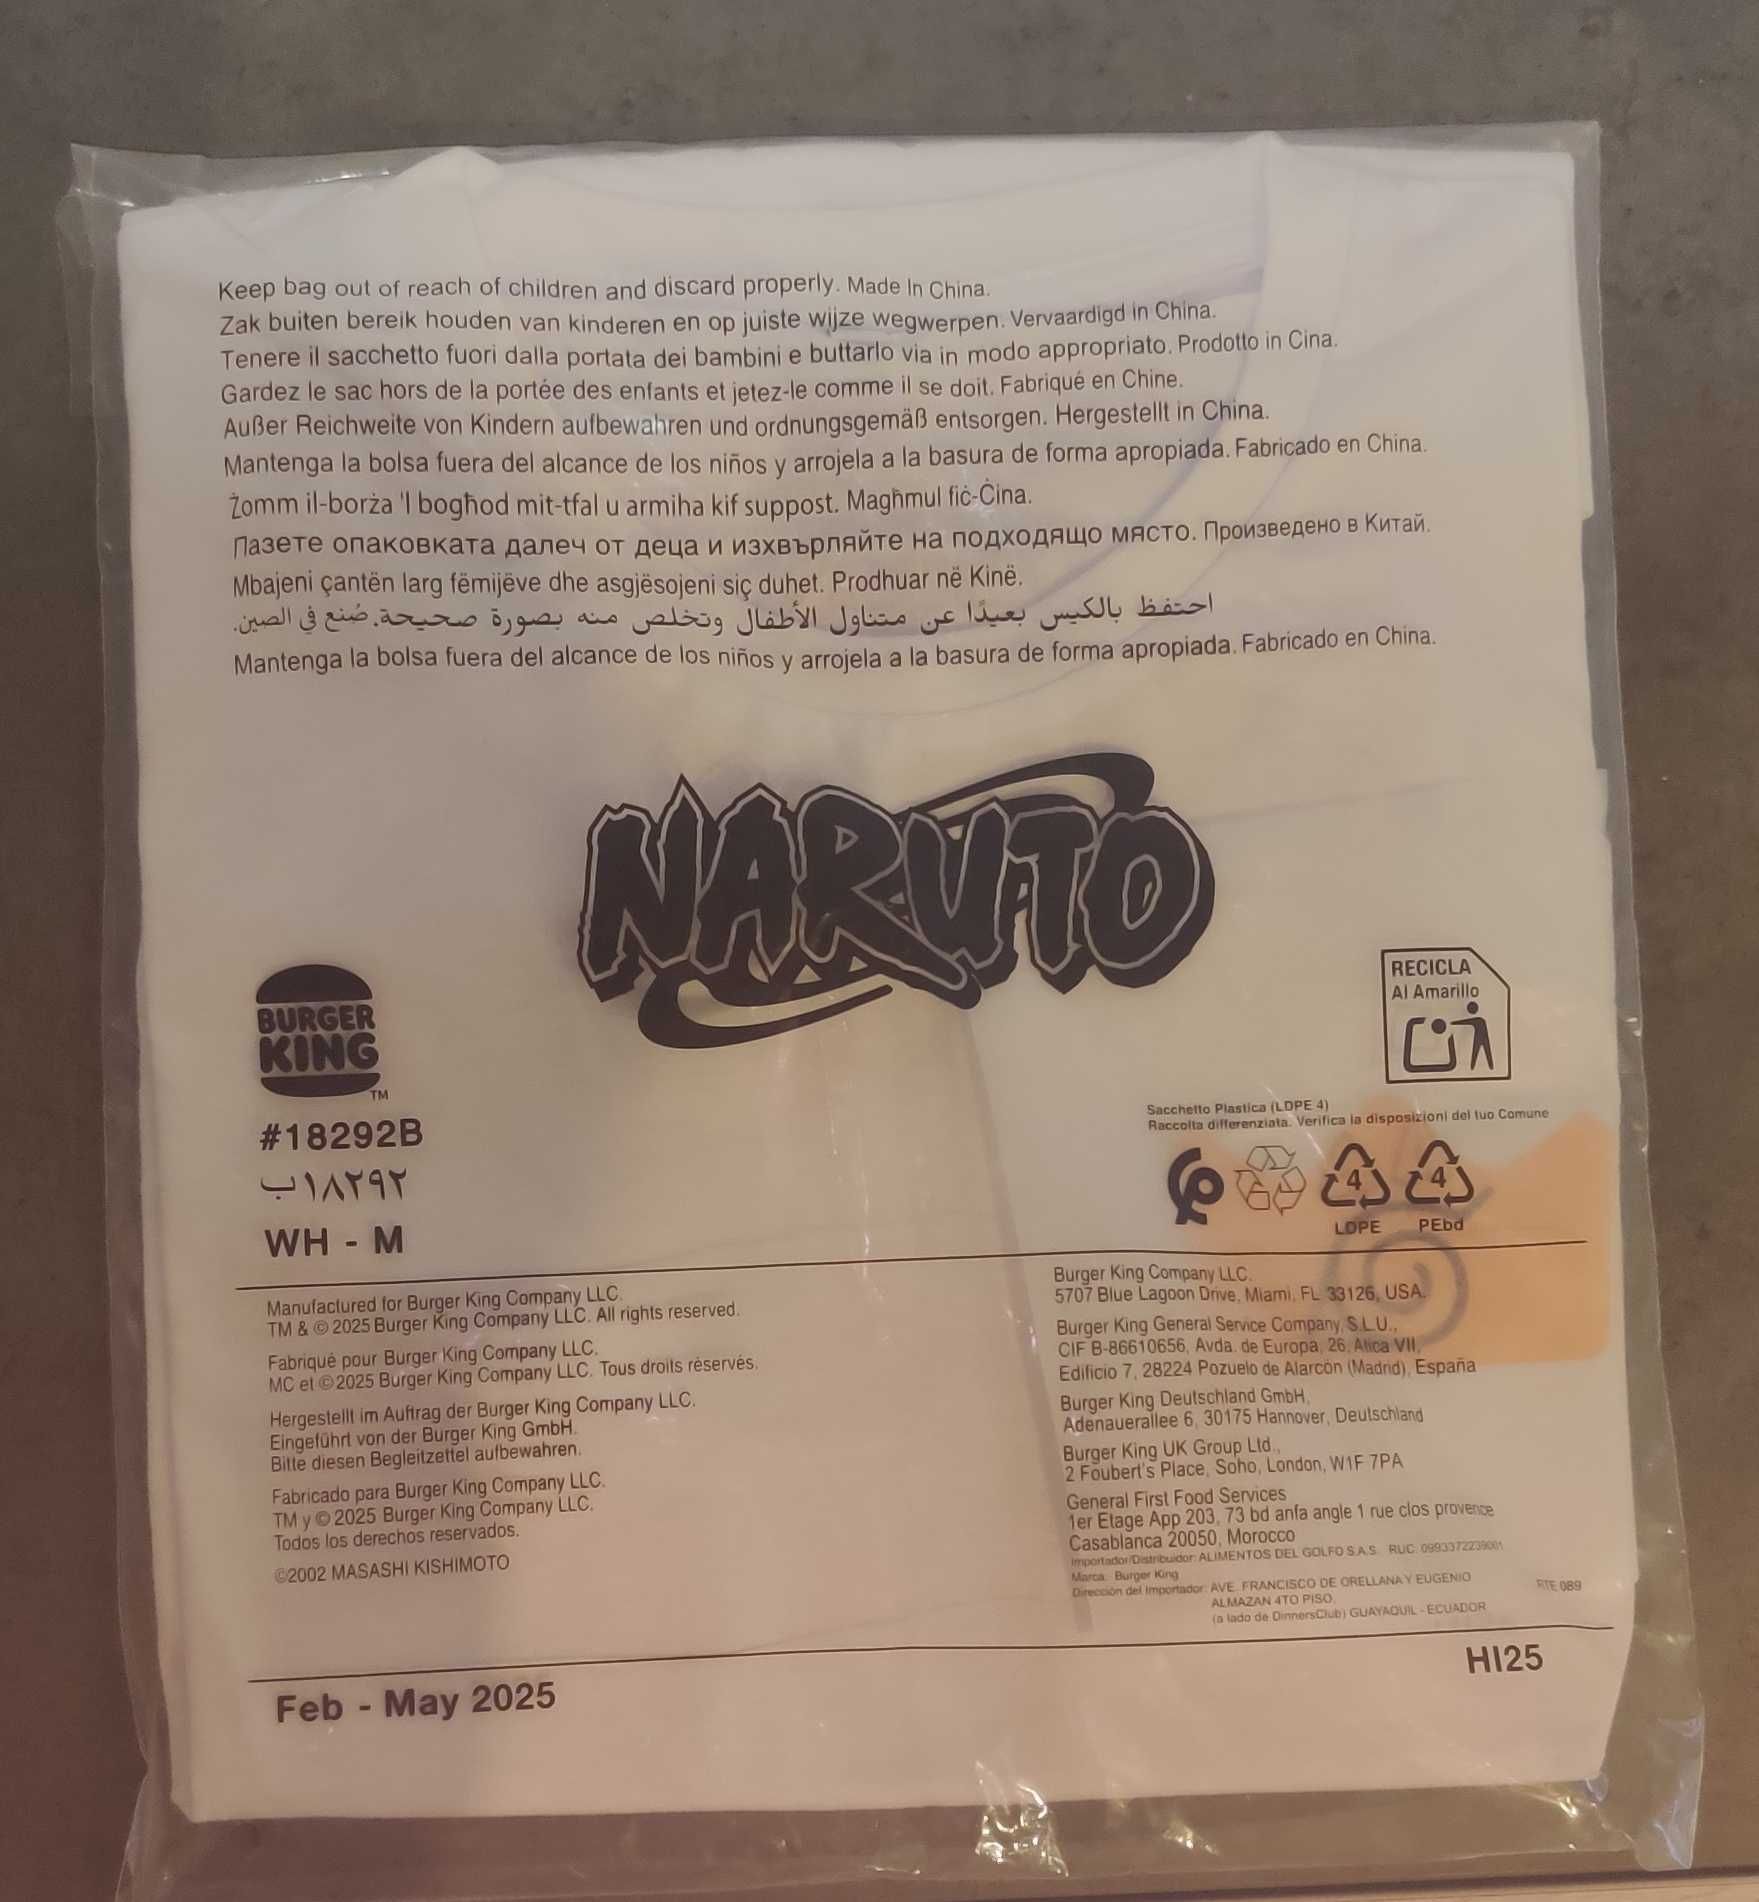 Keep bag out of reach of children and discard properly. Made In China.
Zak buiten bereik houden van kinderen en op juiste wijze wegwerpen. Vervaardigd in China.
Tenere il sacchetto fuori dalla portata dei bambini e buttarlo via in modo appropriato. Prodotto in Cina.
Gardez le sac hors de la portée des enfants et jetez-le comme il se doit. Fabriqué en Chine.
Außer Reichweite von Kindern aufbewahren und ordnungsgemäß entsorgen. Hergestellt in China.
Mantenga la bolsa fuera del alcance de los niños y arrojela a la basura de forma apropiada. Fabricado en China.
Żomm il-borża 'l bogħod mit-tfal u armiha kif suppost. Magħmul fiċ-Ċina.
Пазете опаковката далеч от деца и изхвърляйте на подходящо място. Произведено в Китай.
Mbajeni çantën larg fëmijëve dhe asgjësojeni siç duhet. Prodhuar në Kinë.
احتفظ بالكيس بعيدًا عن متناول الأطفال وتخلص منه بصورة صحيحة. صُنع في الصين.
Mantenga la bolsa fuera del alcance de los niños y arrojela a la basura de forma apropiada. Fabricado en China.
NARUTO
BURGER
KING
TM
#18292B
١٨٢٩٢ب
WH - M
RECICLA
Al Amarillo
Sacchetto Plastica (LDPE 4)
Raccolta differenziata. Verifica la disposizioni del tuo Comune
4 4
LDPE PEbd
Manufactured for Burger King Company LLC.
TM & © 2025 Burger King Company LLC. All rights reserved.
Fabriqué pour Burger King Company LLC.
MC et © 2025 Burger King Company LLC. Tous droits réservés.
Hergestellt im Auftrag der Burger King Company LLC.
Eingeführt von der Burger King GmbH.
Bitte diesen Begleitzettel aufbewahren.
Fabricado para Burger King Company LLC.
TM y © 2025 Burger King Company LLC.
Todos los derechos reservados.
©2002 MASASHI KISHIMOTO
Burger King Company LLC.
5707 Blue Lagoon Drive, Miami, FL 33126, USA.
Burger King General Service Company, S.L.U.,
CIF B-86610656, Avda. de Europa, 26, Atica VII,
Edificio 7, 28224 Pozuelo de Alarcón (Madrid), España
Burger King Deutschland GmbH,
Adenauerallee 6, 30175 Hannover, Deutschland
Burger King UK Group Ltd.,
2 Foubert's Place, Soho, London, W1F 7PA
General First Food Services
1er Etage App 203, 73 bd anfa angle 1 rue clos provence
Casablanca 20050, Morocco
Importador/Distribuidor: ALIMENTOS DEL GOLFO S.A.S. RUC: 0993372239001
Marca: Burger King
Dirección del Importador: AVE. FRANCISCO DE ORELLANA Y EUGENIO
ALMAZAN 4TO PISO,
(a lado de DinnersClub) GUAYAQUIL - ECUADOR
RTE 089
Feb - May 2025
HI25